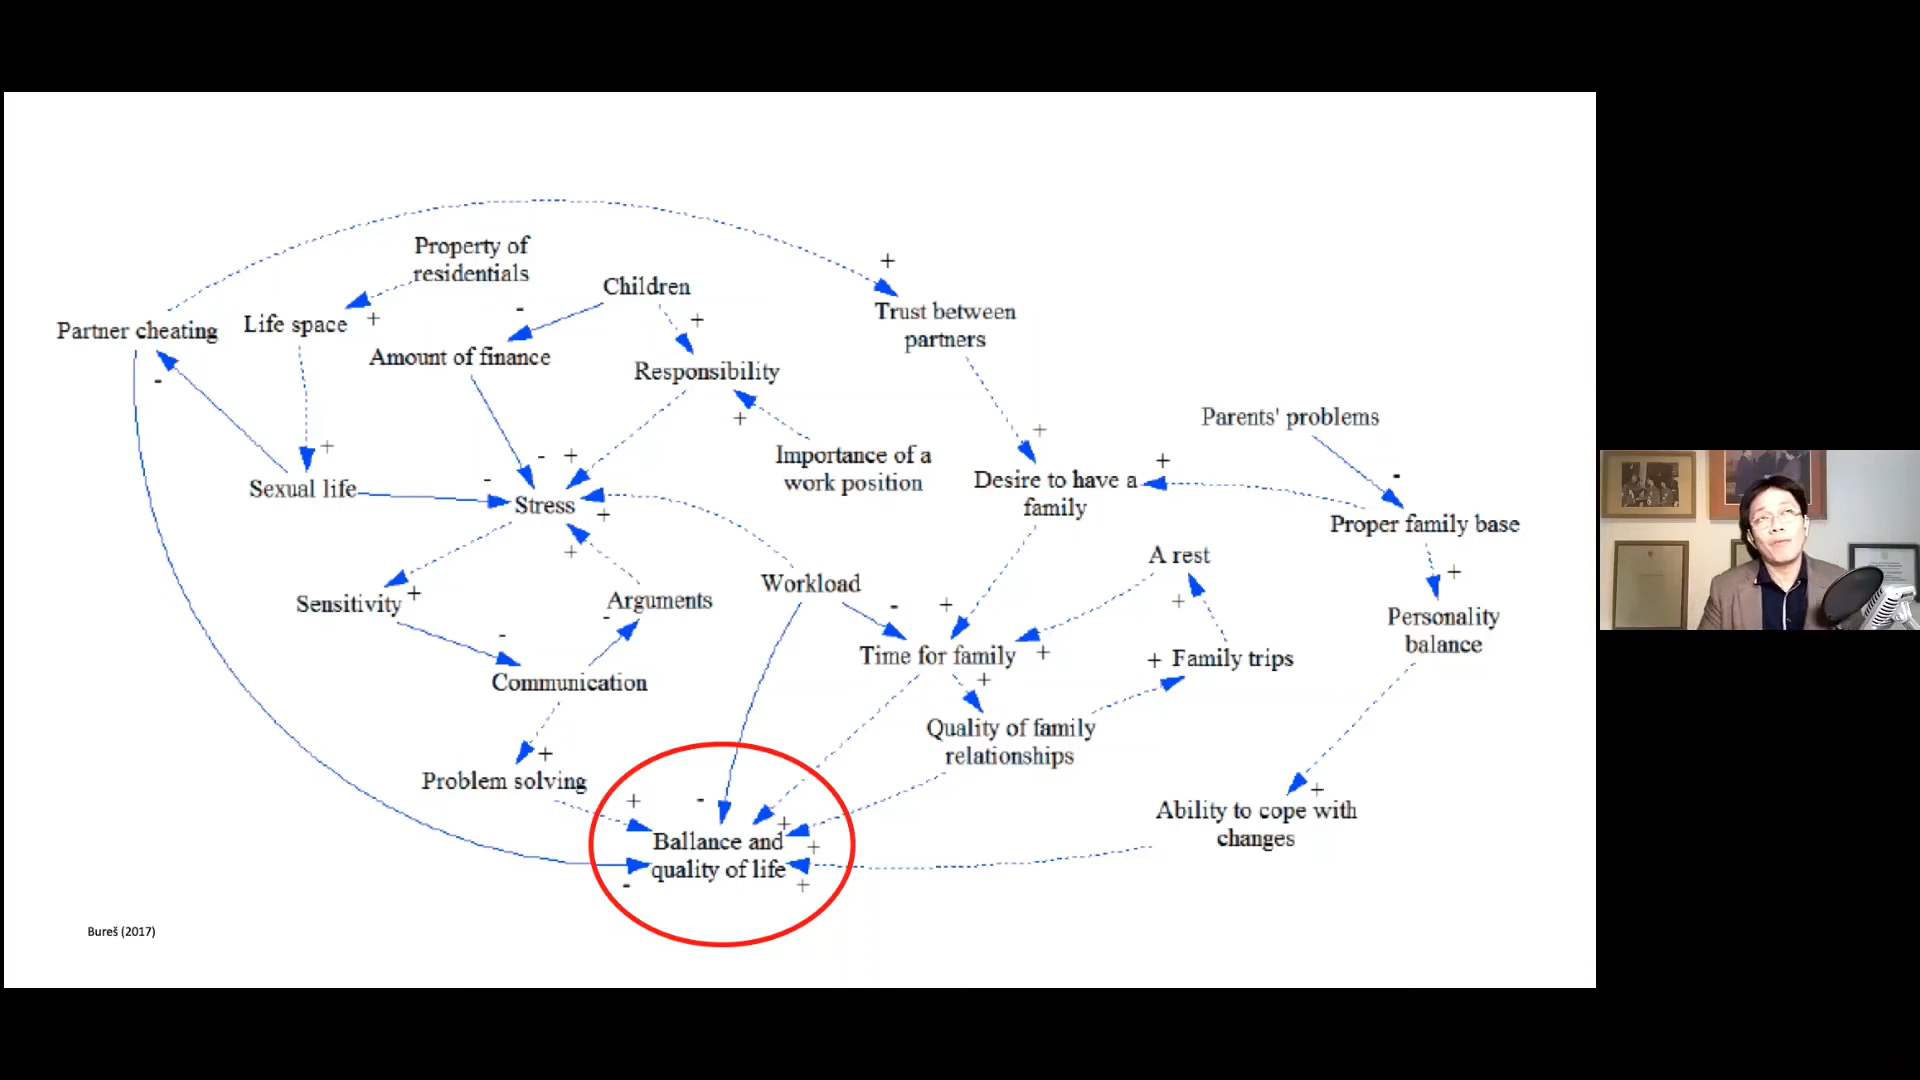 Property of
residentials
Children
+
Life space
+
-
+
Trust between
partners
Partner cheating
Amount of finance
Responsibility
-
+
Parents' problems
+
+
Importance of a
work position
- +
+
-
Sexual life
-
Stress
+
Desire to have a
family
+
Proper family base
+
A rest
+
Workload
Sensitivity
+
Arguments
-
-
+
+
Personality
balance
-
Time for family
+
+ Family trips
Communication
+
Quality of family
relationships
+
Problem solving
+
+
-
Ability to cope with
changes
+
Ballance and
quality of life
+
-
+
Bureš (2017)